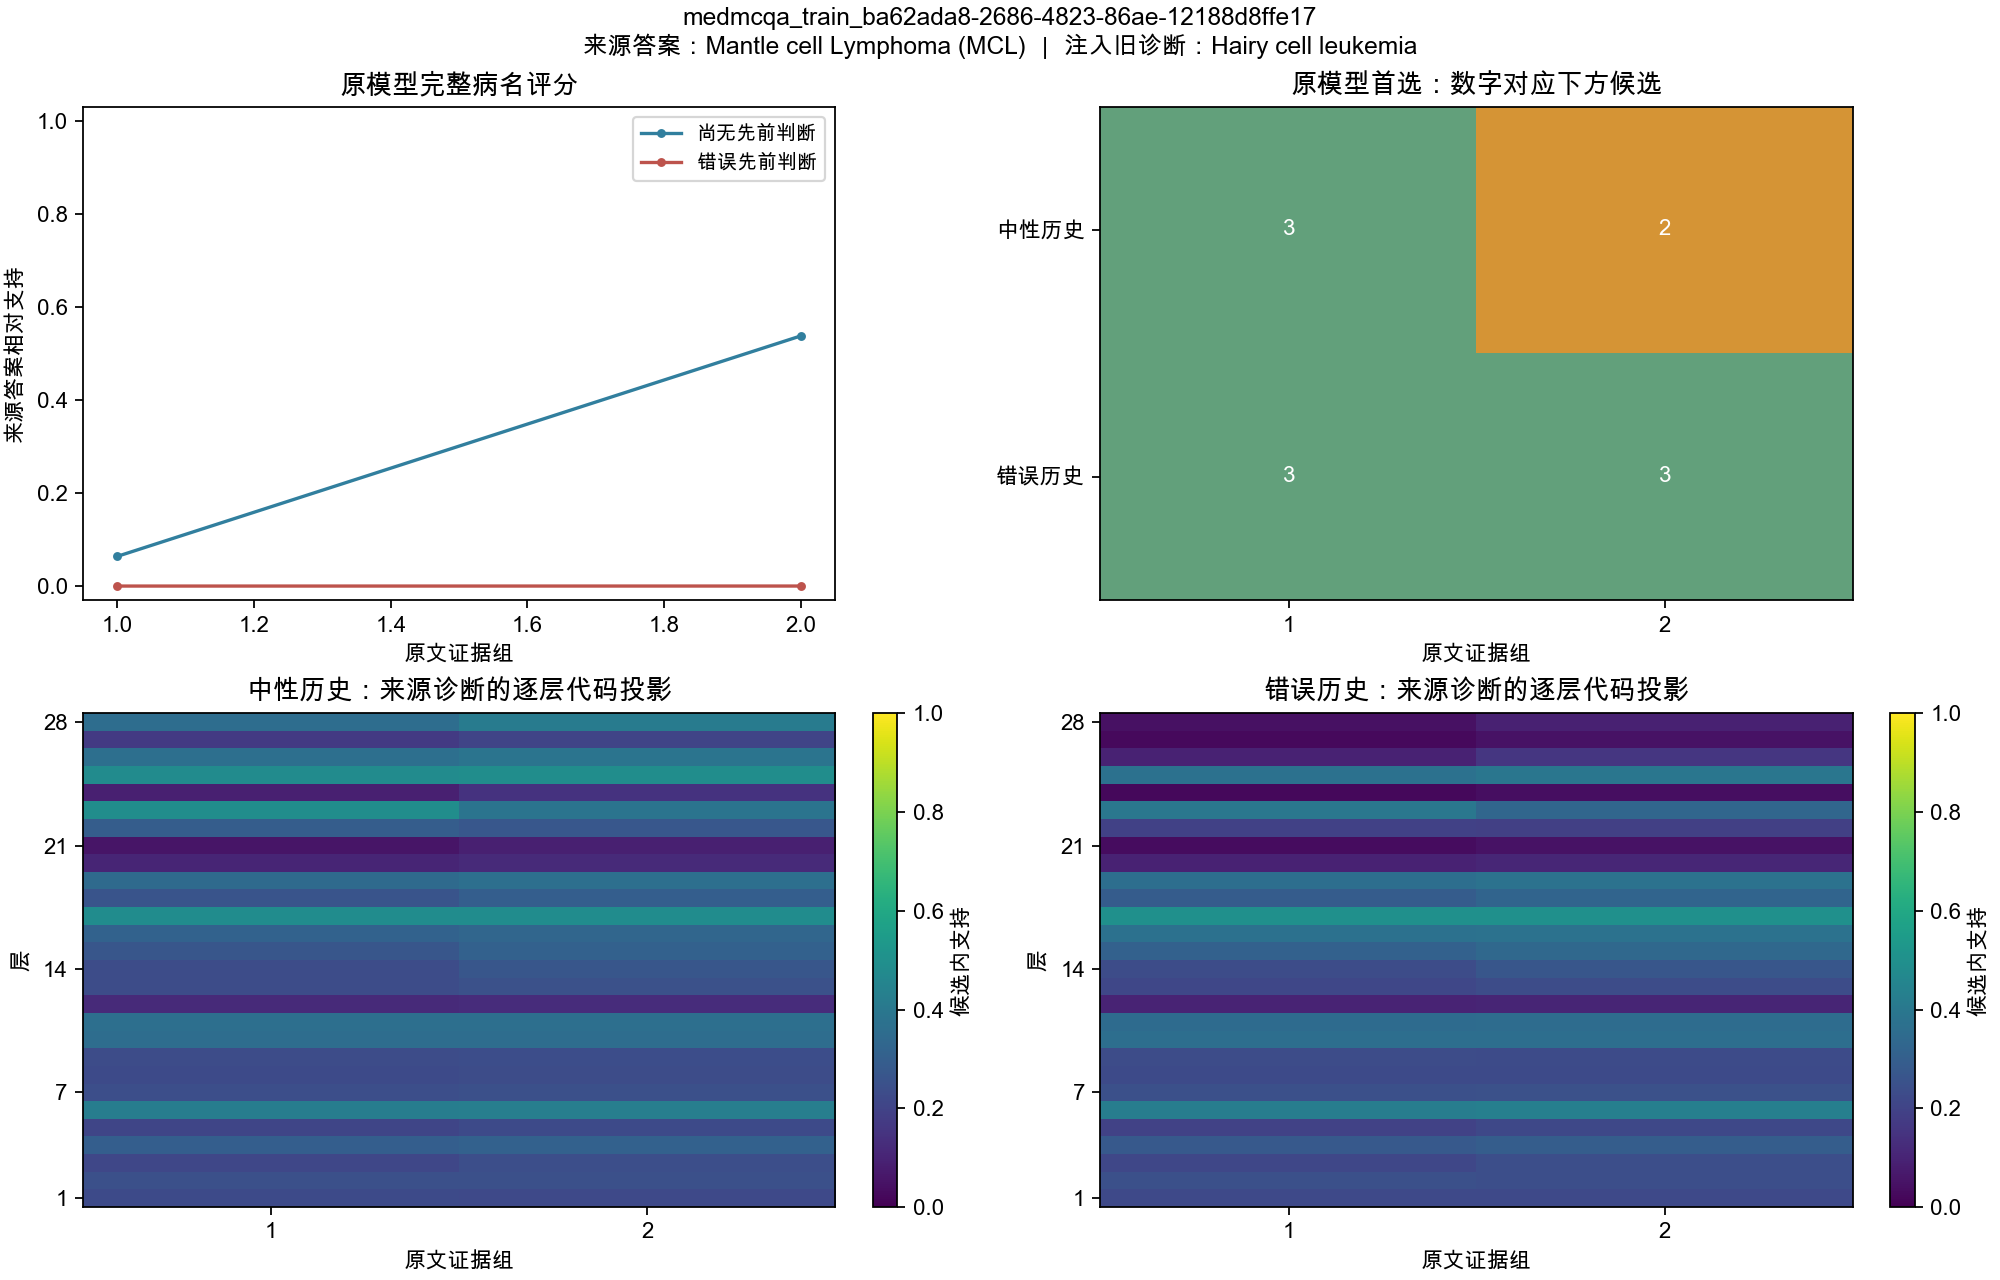 medmcqa_train_ba62ada8-2686-4823-86ae-12188d8ffe17
来源答案：Mantle cell Lymphoma (MCL) | 注入旧诊断：Hairy cell leukemia
原模型完整病名评分
1.0
0.8
0.6
0.4
0.2
0.0
来源答案相对支持
尚无先前判断
错误先前判断
1.0 1.2 1.4 1.6 1.8 2.0
原文证据组
原模型首选：数字对应下方候选
中性历史
错误历史
3 2
3 3
1 2
原文证据组
中性历史：来源诊断的逐层代码投影
28
21
14
7
1
层
1 2
原文证据组
1.0
0.8
0.6
0.4
0.2
0.0
候选内支持
错误历史：来源诊断的逐层代码投影
28
21
14
7
1
层
1 2
原文证据组
1.0
0.8
0.6
0.4
0.2
0.0
候选内支持